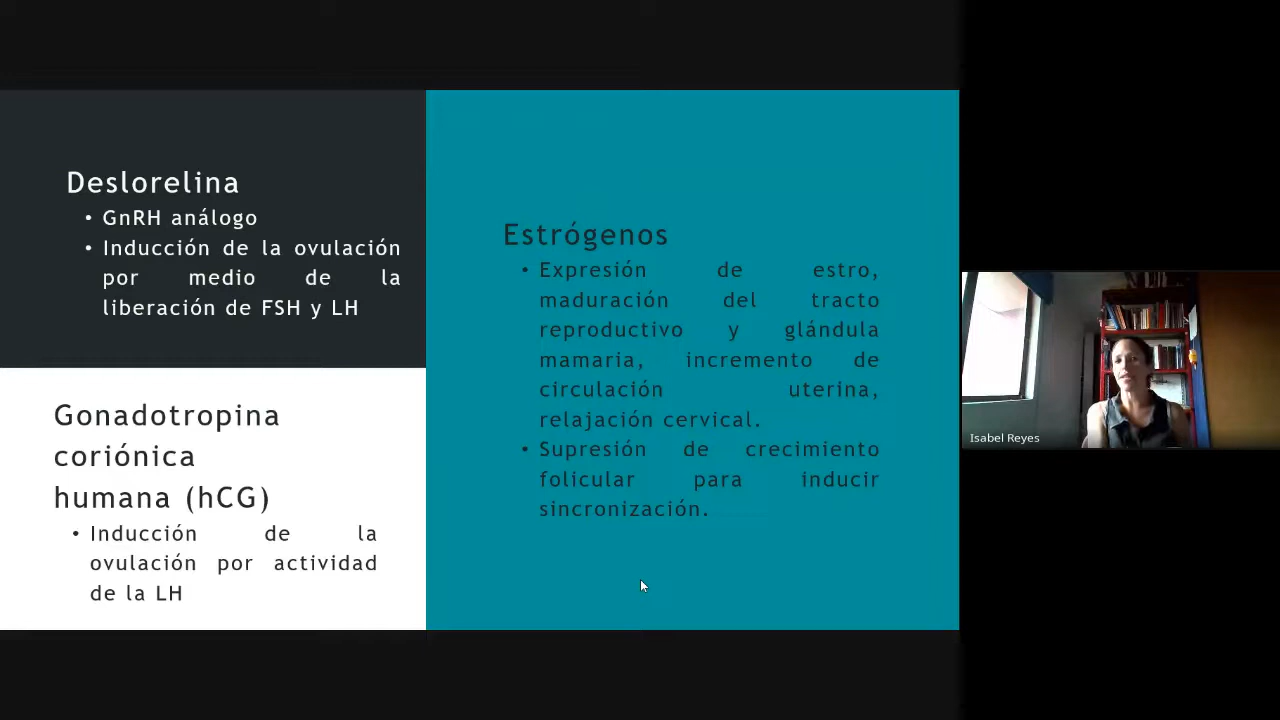 Deslorelina
• GnRH análogo
• Inducción de la ovulación
por medio de la
liberación de FSH y LH
Gonadotropina
coriónica
humana (hCG)
• Inducción de la
ovulación por actividad
de la LH
Estrógenos
• Expresión de estro,
maduración del tracto
reproductivo y glándula
mamaria, incremento de
circulación uterina,
relajación cervical.
• Supresión de crecimiento
folicular para inducir
sincronización.
Isabel Reyes